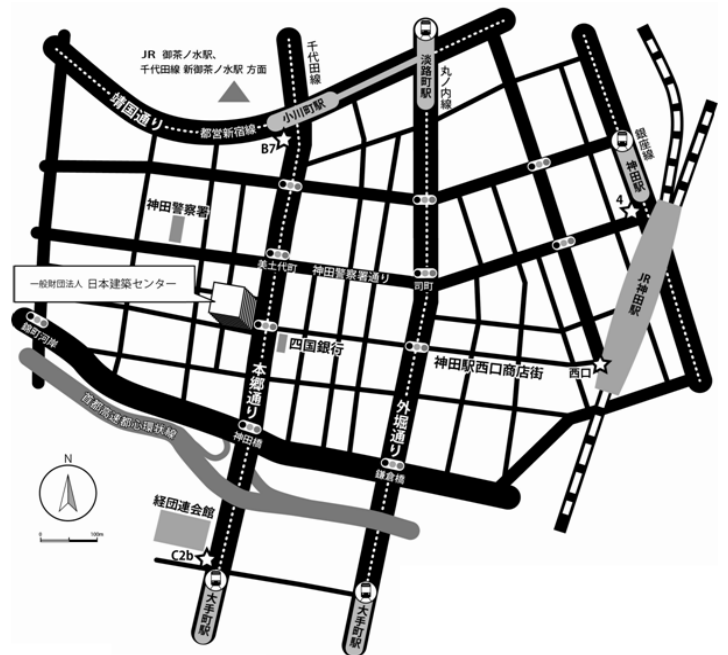 JR 御茶ノ水駅、
千代田線 新御茶ノ水駅 方面
千代田線
淡路町駅
丸ノ内線
靖国通り
都営新宿線
小川町駅
B7
銀座線
神田駅
4
神田警察署
美土代町
神田警察署通り
司町
JR神田駅
一般財団法人 日本建築センター
錦町河岸
四国銀行
神田駅西口商店街
西口
本郷通り
外堀通り
首都高速都心環状線
神田橋
鎌倉橋
N
0
100m
経団連会館
C2b
大手町駅
大手町駅